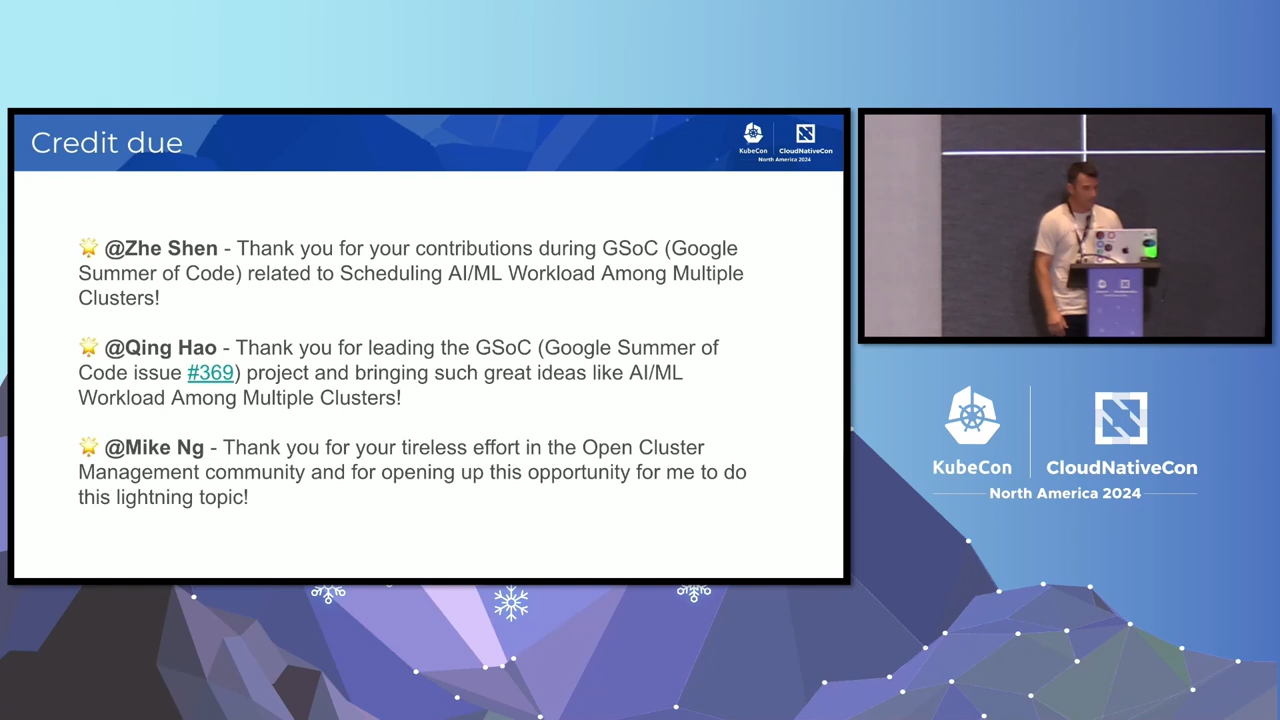 Credit due
KubeCon
CloudNativeCon
North America 2024
🌟 @Zhe Shen - Thank you for your contributions during GSoC (Google
Summer of Code) related to Scheduling AI/ML Workload Among Multiple
Clusters!
🌟 @Qing Hao - Thank you for leading the GSoC (Google Summer of
Code issue #369) project and bringing such great ideas like AI/ML
Workload Among Multiple Clusters!
🌟 @Mike Ng - Thank you for your tireless effort in the Open Cluster
Management community and for opening up this opportunity for me to do
this lightning topic!
KubeCon
CloudNativeCon
North America 2024